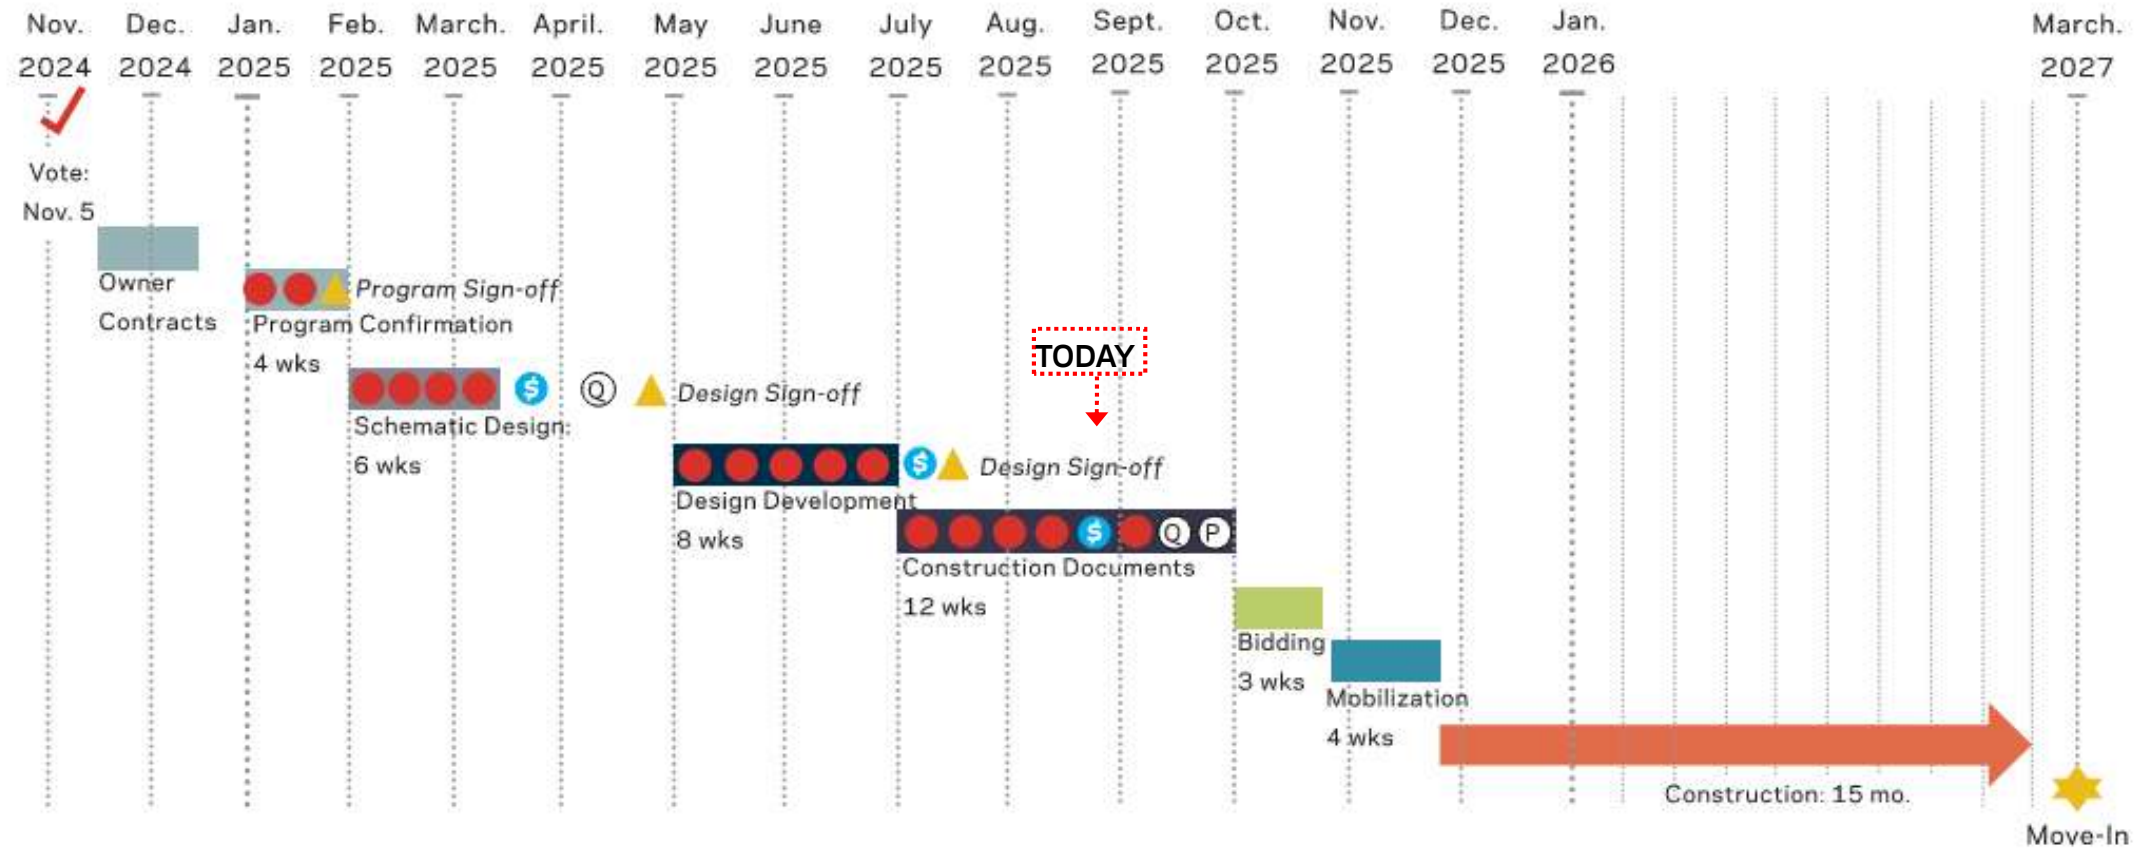 Nov. Dec. Jan. Feb. March. April. May June July Aug. Sept. Oct. Nov. Dec. Jan. March.
2024 2024 2025 2025 2025 2025 2025 2025 2025 2025 2025 2025 2025 2025 2026 2027
Vote:
Nov. 5
Owner
Contracts
Program Sign-off
Program Confirmation
4 wks
TODAY
$ Q Design Sign-off
Schematic Design:
6 wks
$ Design Sign-off
Design Development
8 wks
$ Q P
Construction Documents
12 wks
Bidding
3 wks
Mobilization
4 wks
Construction: 15 mo.
Move-In